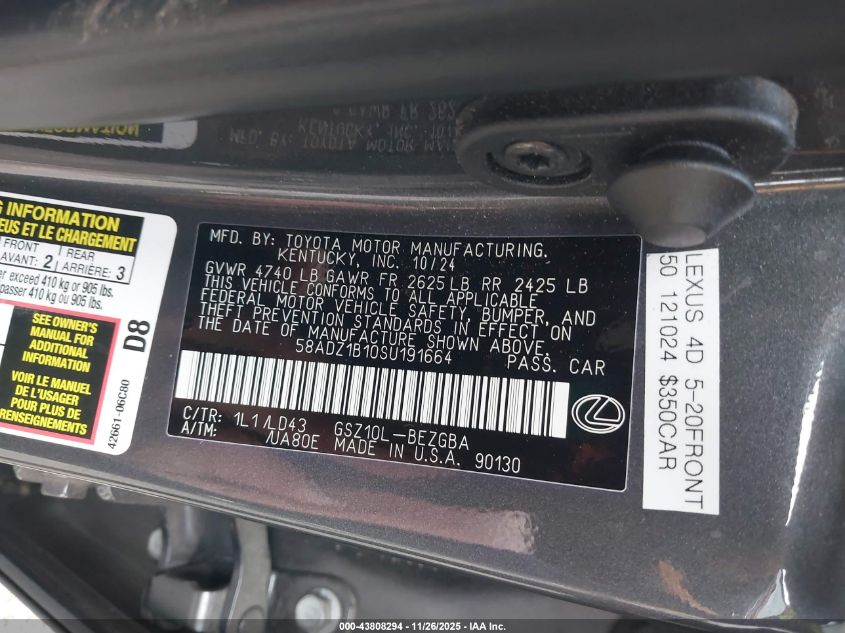 G INFORMATION
EUS ET LE CHARGEMENT
FRONT
AVANT: 2
REAR
ARRIÈRE: 3
er exceed 410 kg or 905 lbs.
passer 410 kg ou 905 lbs.
SEE OWNER'S
MANUAL FOR
ADDITIONAL
INFORMATION
VOIR LE MANUEL
DE L'USAGER
POUR PLUS DE
RENSEIGNEMENTS
D8
42661-06C80
MFD. BY: TOYOTA MOTOR MANUFACTURING,
KENTUCKY, INC. 10/24
GVWR 4740 LB GAWR FR 2625 LB RR 2425 LB
THIS VEHICLE CONFORMS TO ALL APPLICABLE
FEDERAL MOTOR VEHICLE SAFETY, BUMPER, AND
THEFT PREVENTION STANDARDS IN EFFECT ON
THE DATE OF MANUFACTURE SHOWN ABOVE.
58ADZ1B10SU191664 PASS. CAR
C/TR: 1L1/LD43 GSZ10L-BEZGBA
A/TM: /UA80E MADE IN U.S.A. 90130
LEXUS 4D 5-20FRONT
50 121024 $350CAR
000-43808294 - 11/26/2025 - IAA Inc.